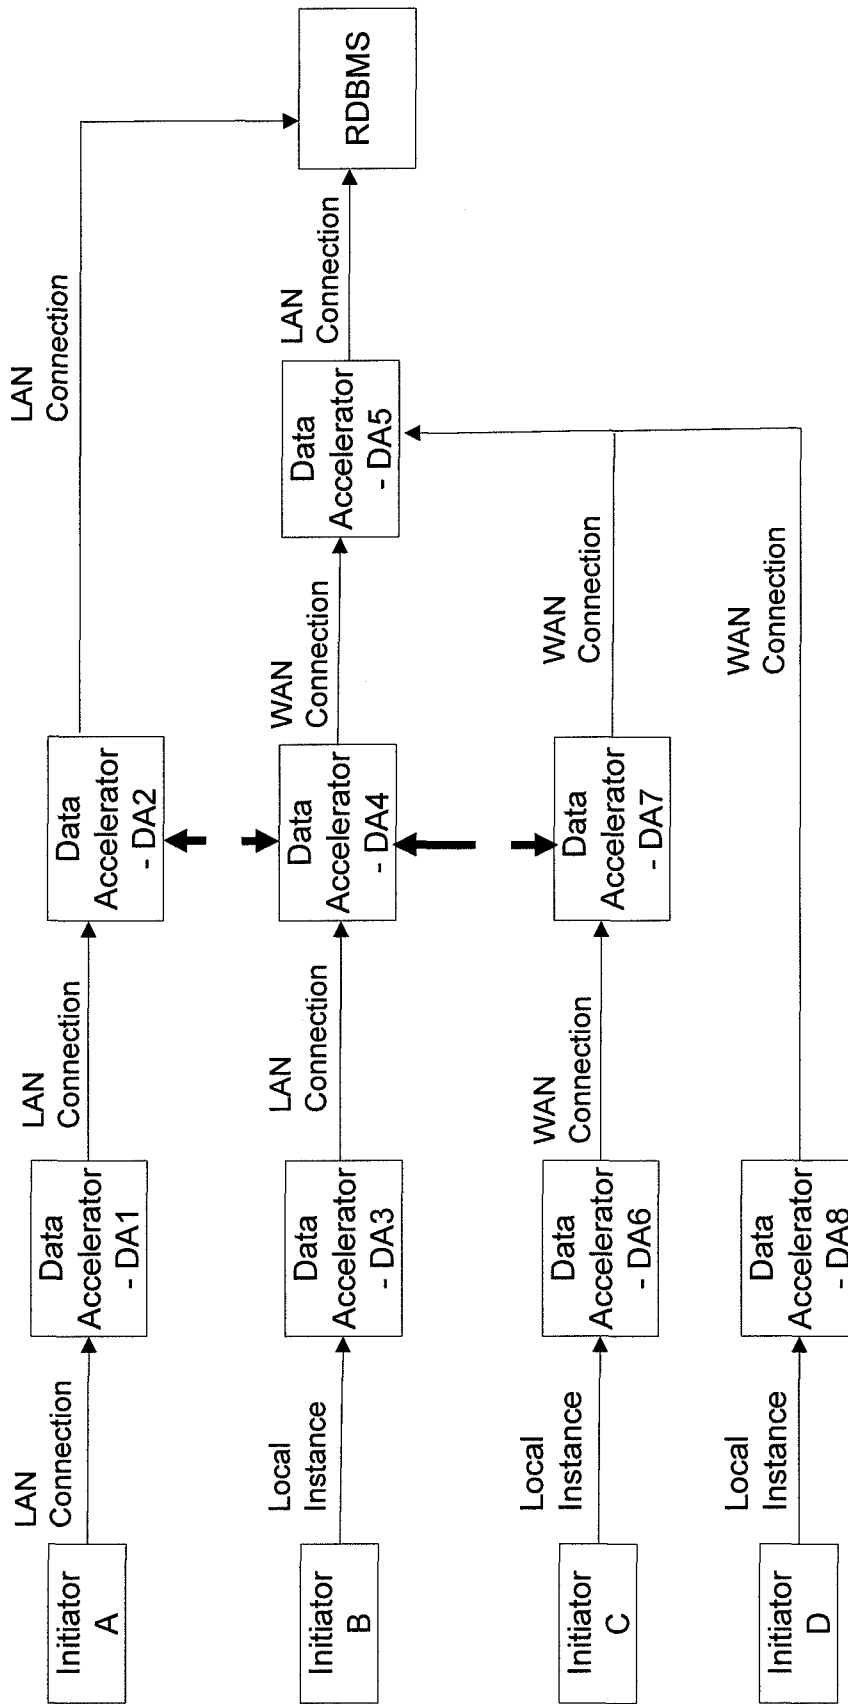 Initiator
A
LAN
Connection
Data
Accelerator
- DA1
LAN
Connection
Data
Accelerator
- DA2
LAN
Connection
RDBMS
Initiator
B
Local
Instance
Data
Accelerator
- DA3
LAN
Connection
Data
Accelerator
- DA4
WAN
Connection
Data
Accelerator
- DA5
LAN
Connection
Initiator
C
Local
Instance
Data
Accelerator
- DA6
WAN
Connection
Data
Accelerator
- DA7
WAN
Connection
Initiator
D
Local
Instance
Data
Accelerator
- DA8
WAN
Connection